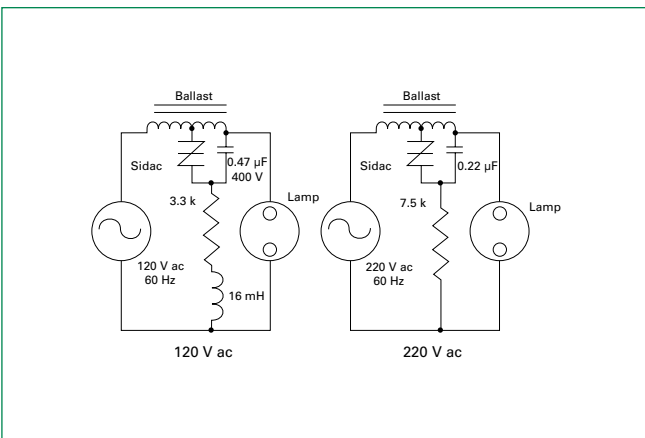 Ballast
Sidac
0.47 µF
400 V
3.3 k
Lamp
120 V ac
60 Hz
16 mH
120 V ac
Ballast
Sidac
0.22 µF
7.5 k
Lamp
220 V ac
60 Hz
220 V ac